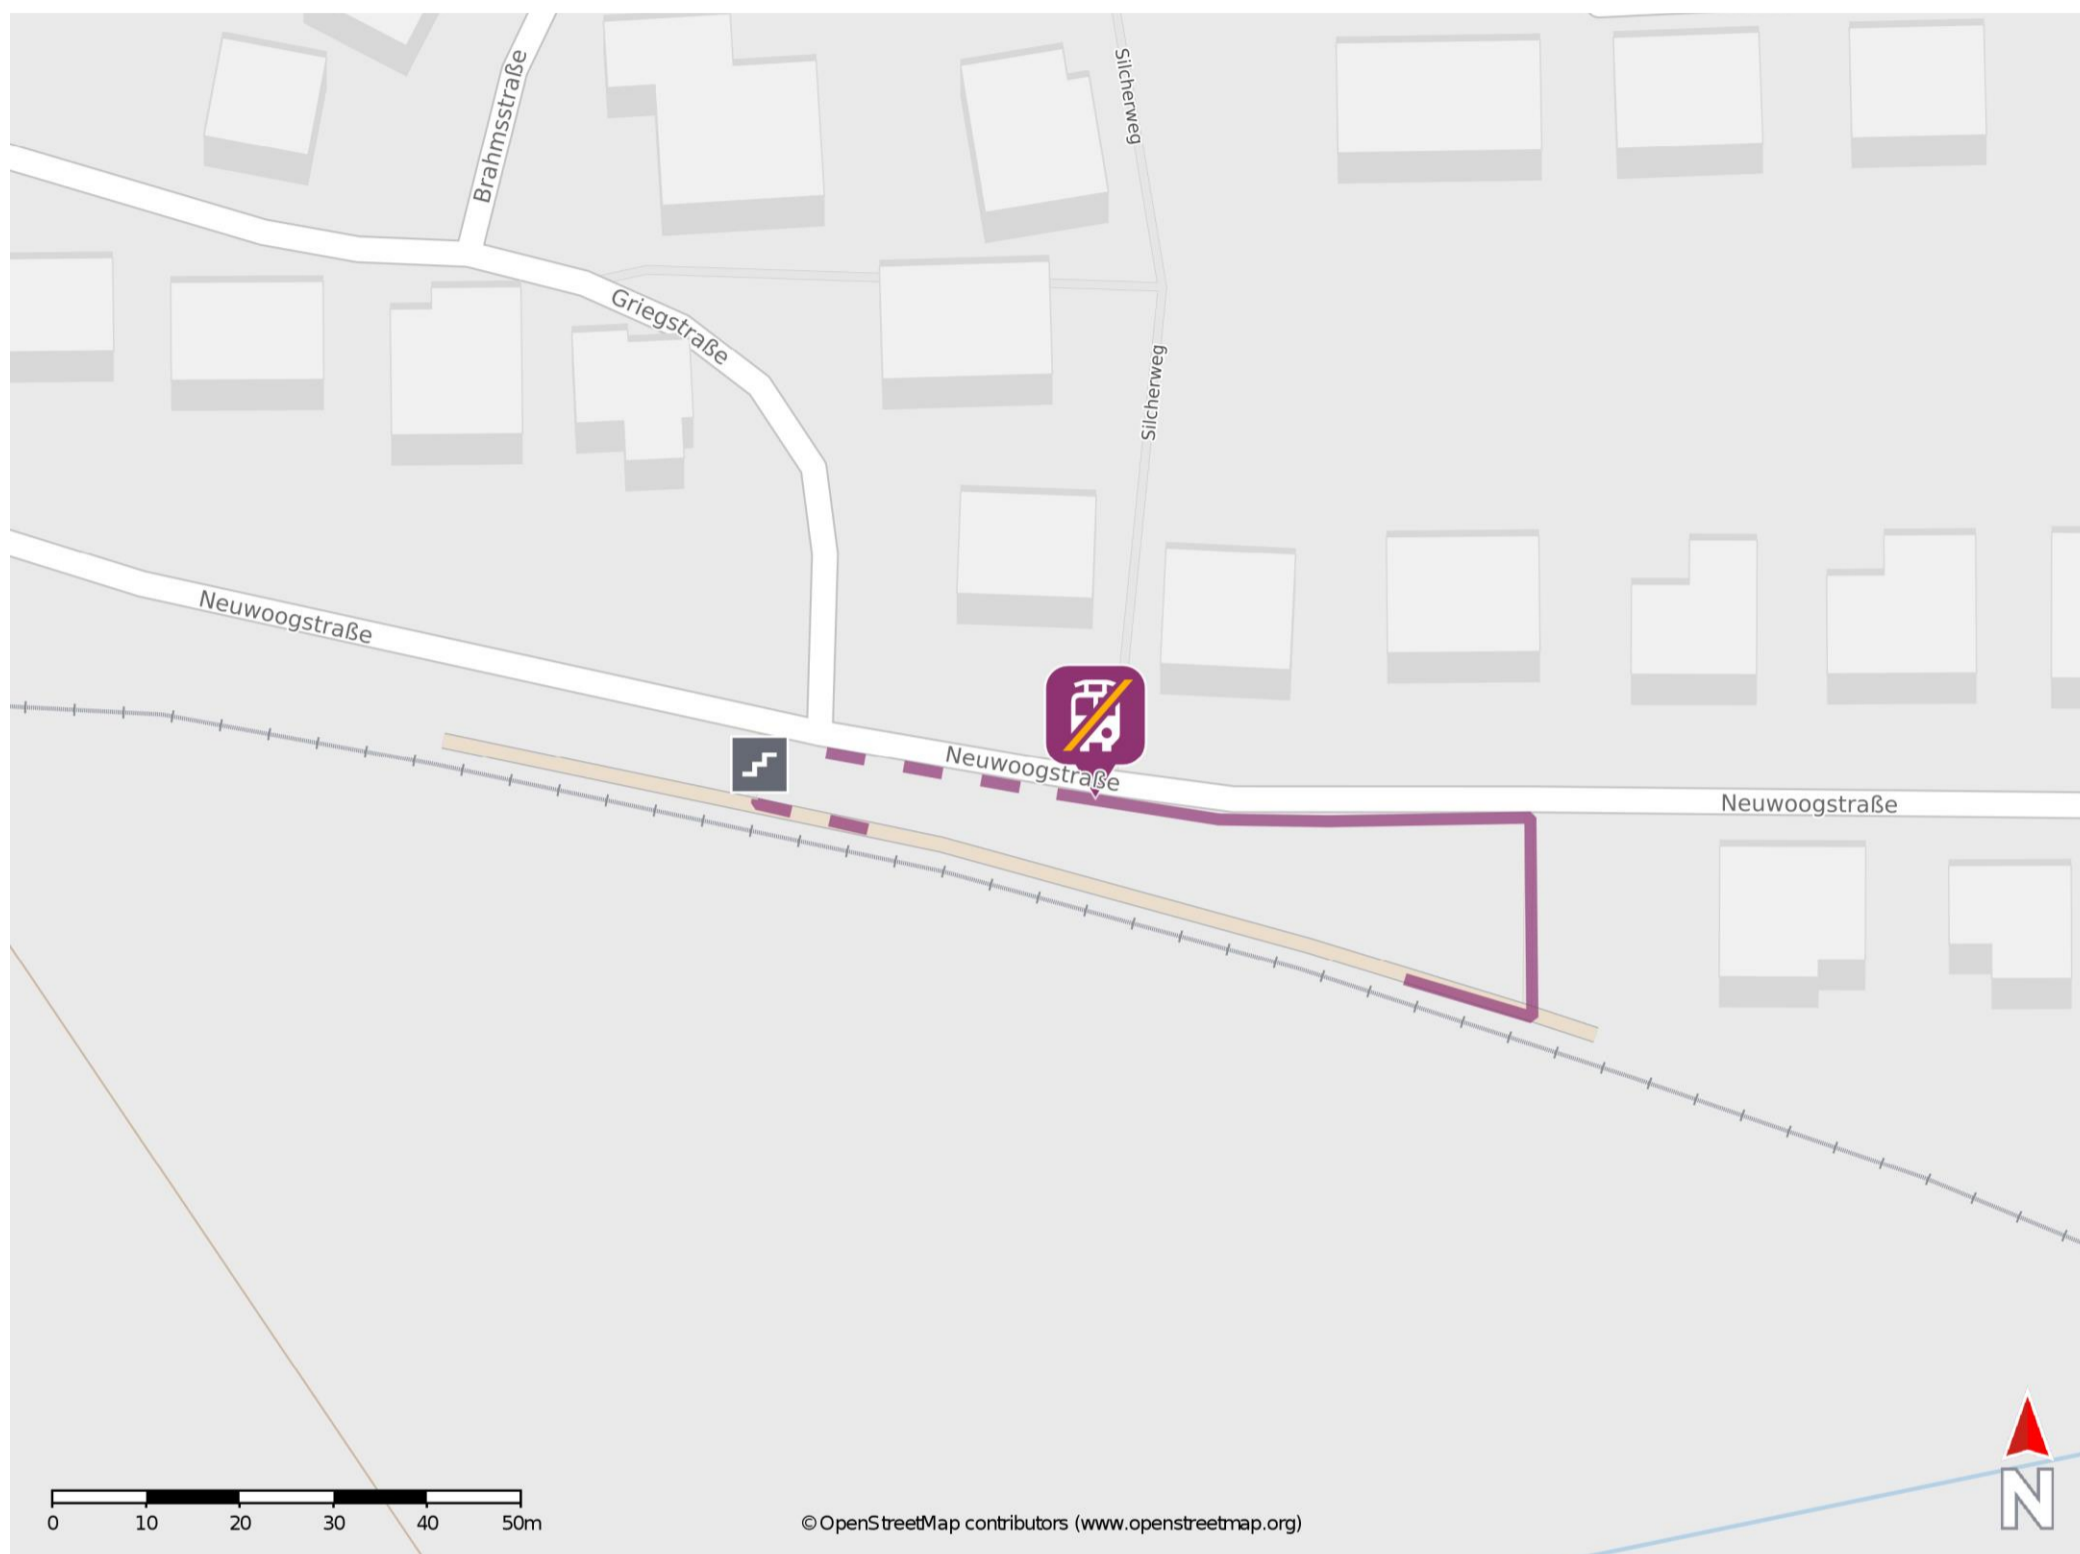 Brahmsstraße
Silcherweg
Griegstraße
Silcherweg
Neuwoogstraße
Neuwoogstraße
Neuwoogstraße
0 10 20 30 40 50m
©OpenStreetMap contributors (www.openstreetmap.org)
N